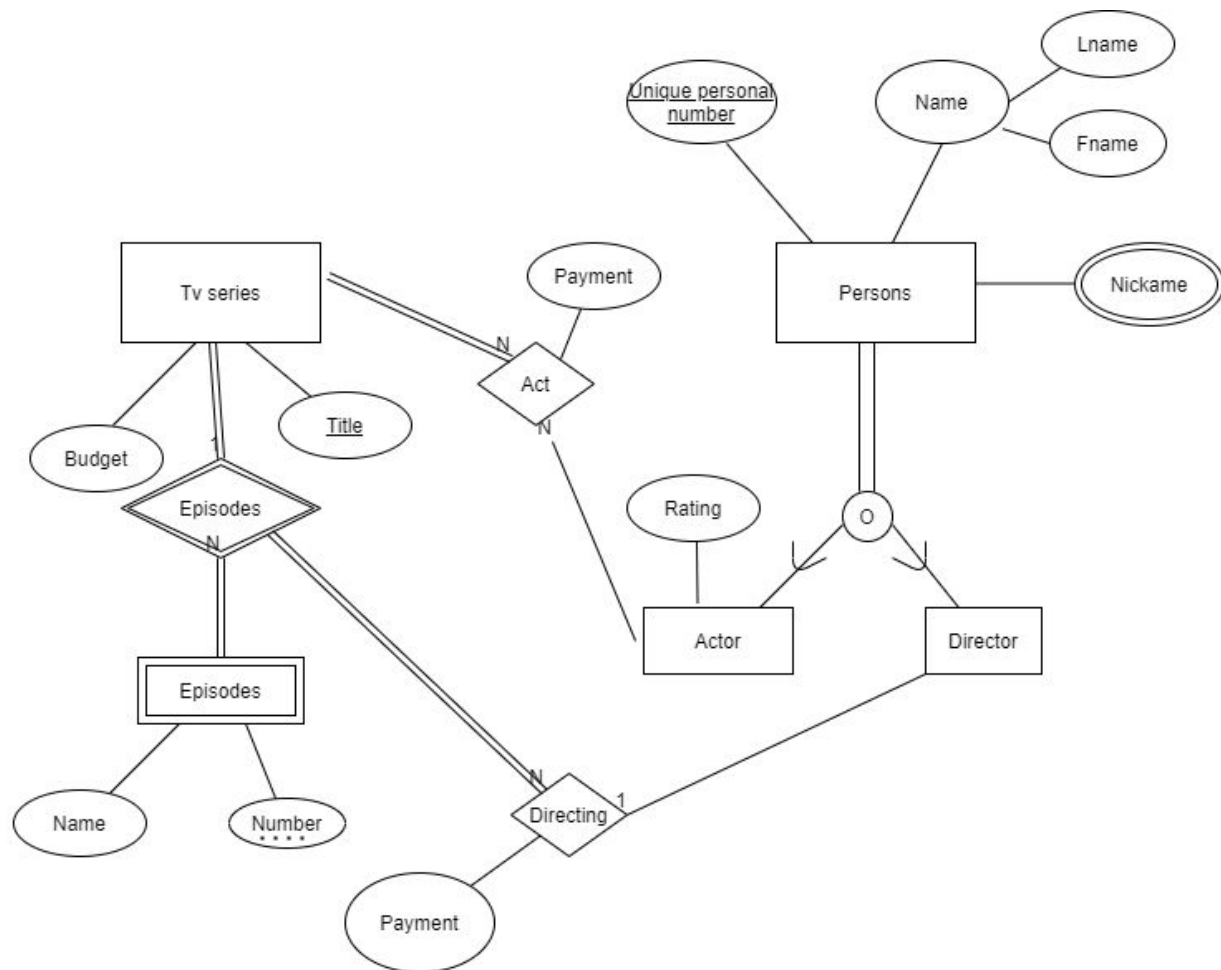 Lname
Unique personal
number
Name
Fname
Tv series
Payment
Persons
Nickame
N
Act
N
Title
1
Budget
Rating
Episodes
O
N
Actor
Director
Episodes
N
1
Name
Number
Directing
Payment